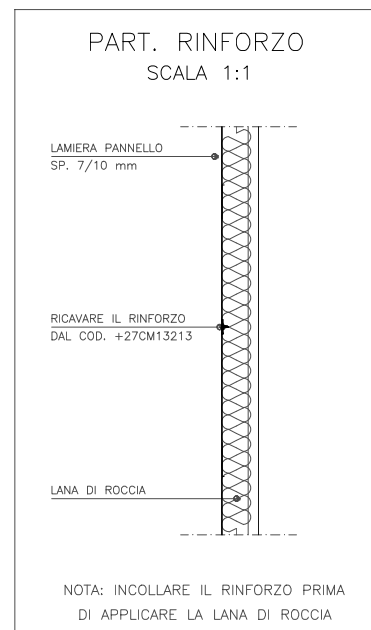 PART. RINFORZO
SCALA 1:1
LAMIERA PANNELLO
SP. 7/10 mm
RICAVARE IL RINFORZO
DAL COD. +27CM13213
LANA DI ROCCIA
NOTA: INCOLLARE IL RINFORZO PRIMA
DI APPLICARE LA LANA DI ROCCIA